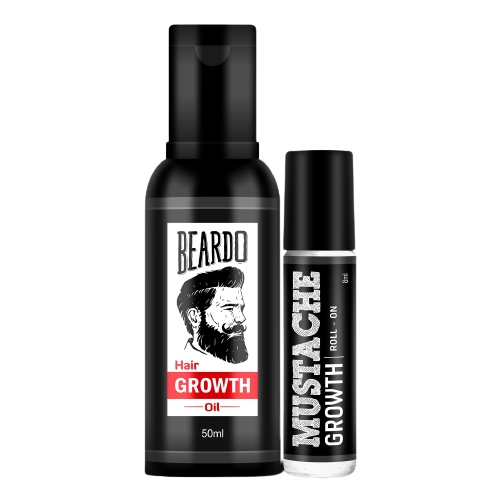 BEARDO
Hair
GROWTH
Oil
50ml
MUSTACHE
GROWTH
ROLL - ON
8ml